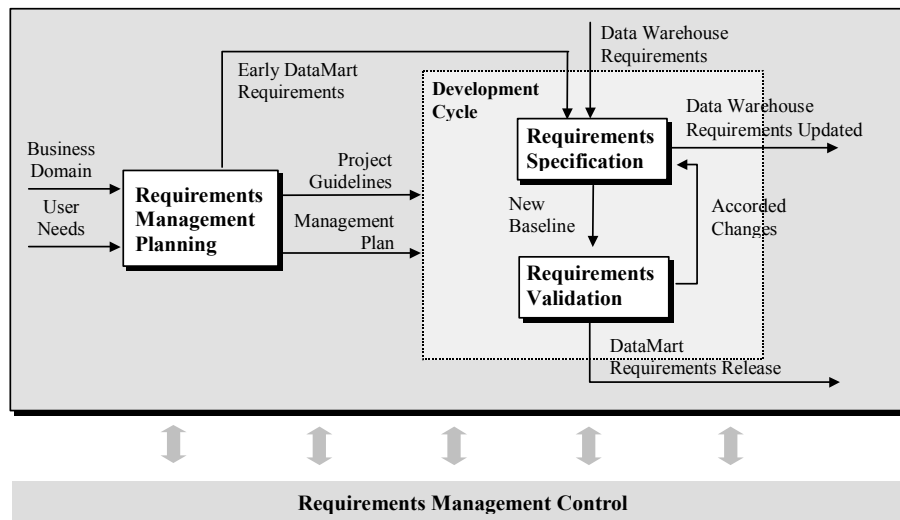 Data Warehouse
Requirements
Early DataMart
Requirements
Development
Cycle
Data Warehouse
Requirements Updated
Requirements
Specification
Business
Domain
User
Needs
Requirements
Management
Planning
Project
Guidelines
Management
Plan
New
Baseline
Accorded
Changes
Requirements
Validation
DataMart
Requirements Release
Requirements Management Control